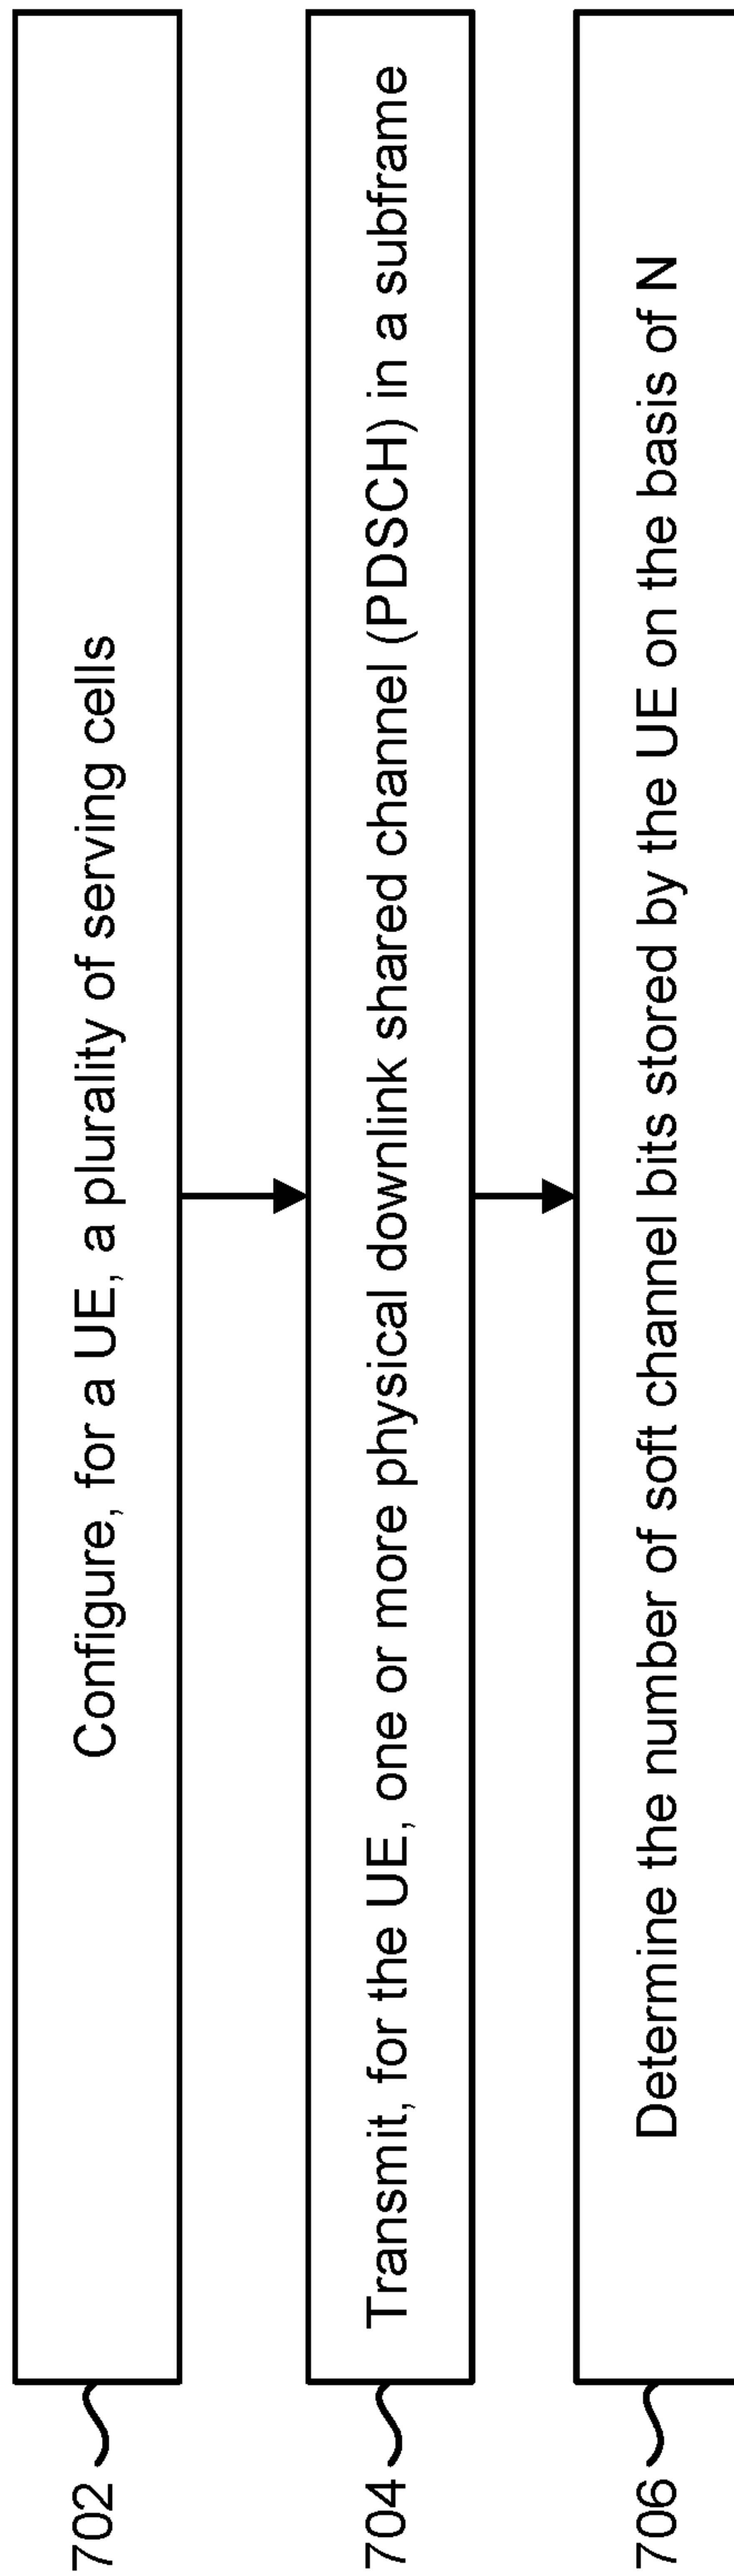 702
Configure, for a UE, a plurality of serving cells
704
Transmit, for the UE, one or more physical downlink shared channel (PDSCH) in a subframe
706
Determine the number of soft channel bits stored by the UE on the basis of N